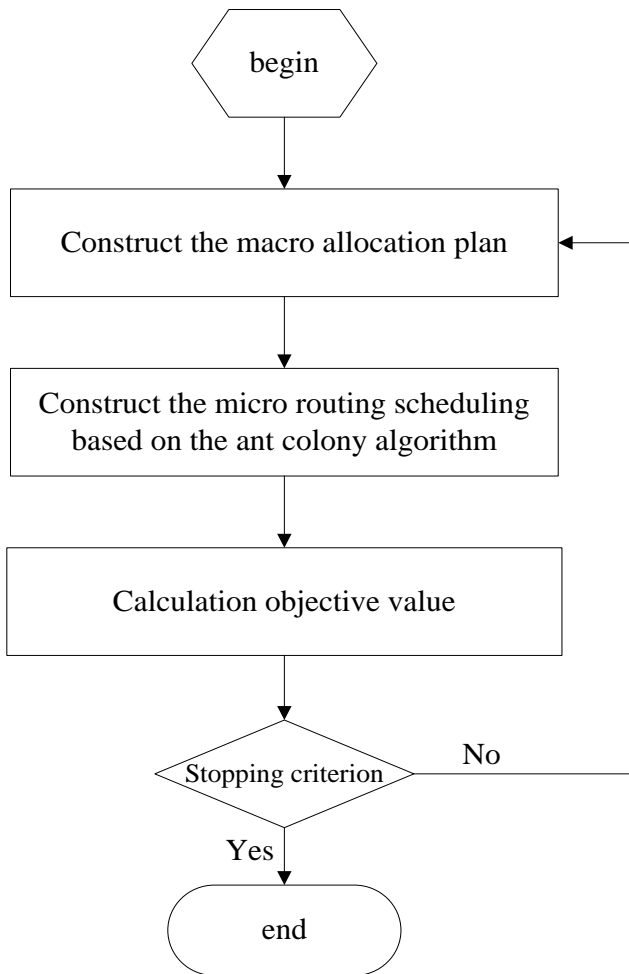 begin
Construct the macro allocation plan
Construct the micro routing scheduling
based on the ant colony algorithm
Calculation objective value
Stopping criterion
No
Yes
end